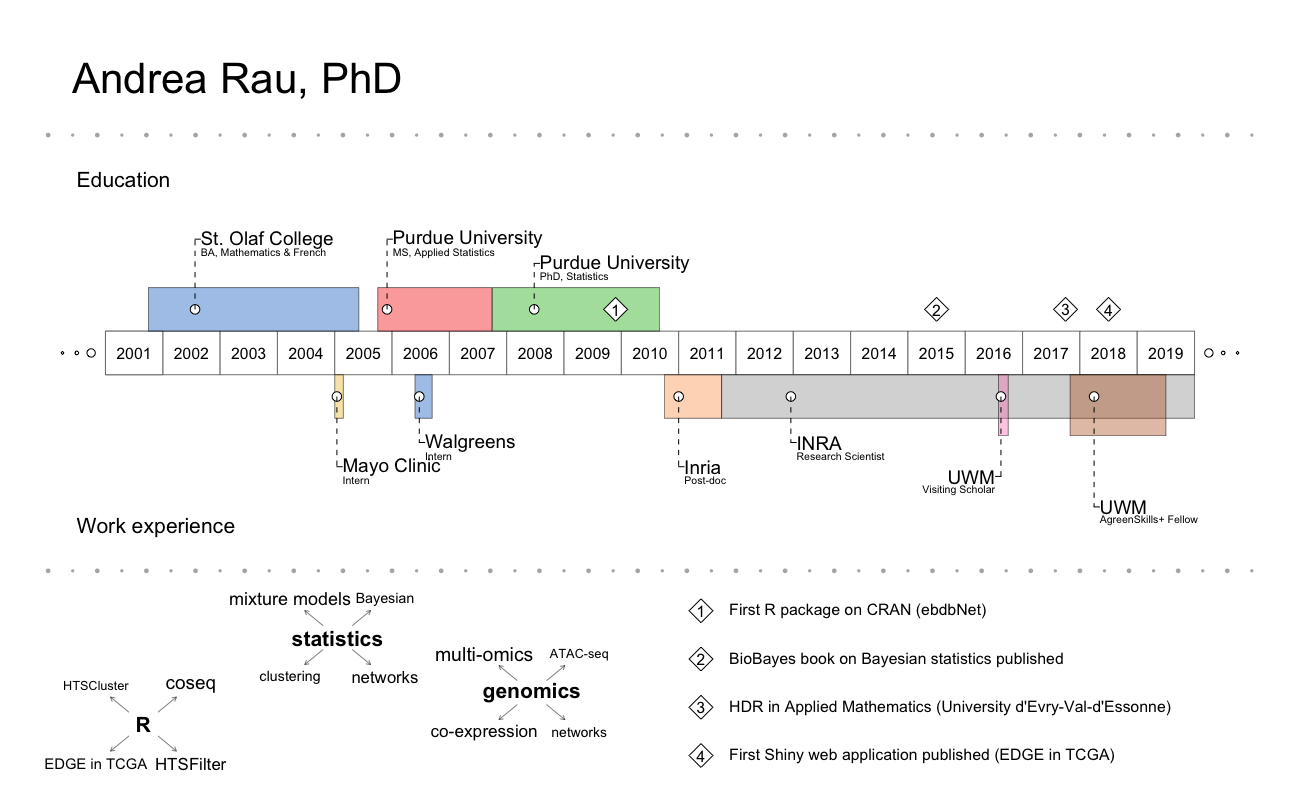 Andrea Rau, PhD
Education
St. Olaf College
BA, Mathematics & French
Purdue University
MS, Applied Statistics
Purdue University
PhD, Statistics
1
2
3
4
2001 2002 2003 2004 2005 2006 2007 2008 2009 2010 2011 2012 2013 2014 2015 2016 2017 2018 2019
Walgreens
Intern
Mayo Clinic
Intern
INRA
Research Scientist
Inria
Post-doc
UWM
Visiting Scholar
UWM
AgreenSkills+ Fellow
Work experience
mixture models Bayesian
statistics
clustering networks
multi-omics ATAC-seq
genomics
co-expression networks
HTSCluster coseq
R
EDGE in TCGA HTSFilter
1 First R package on CRAN (ebdbNet)
2 BioBayes book on Bayesian statistics published
3 HDR in Applied Mathematics (University d'Evry-Val-d'Essonne)
4 First Shiny web application published (EDGE in TCGA)